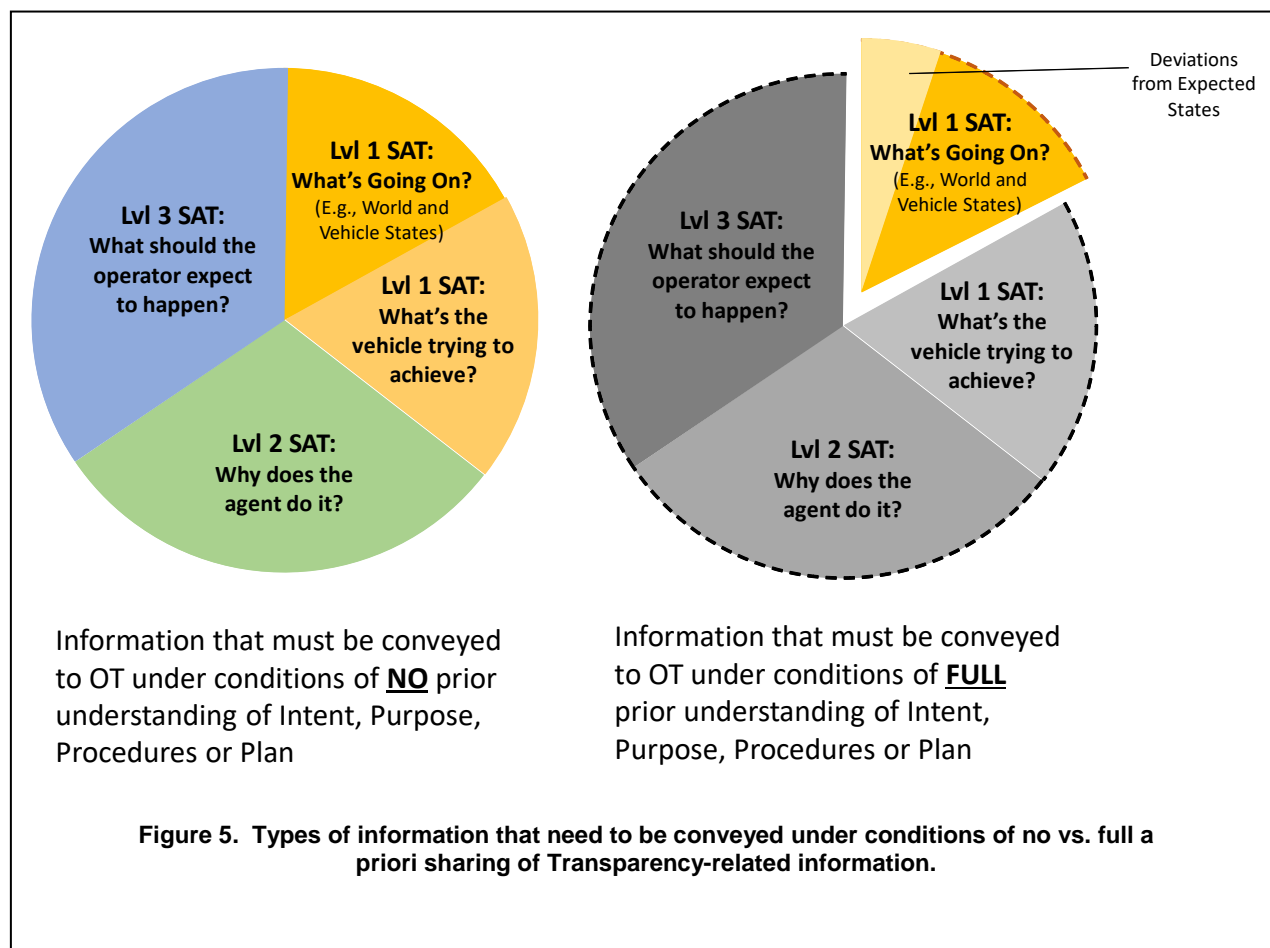 Lvl 1 SAT:
What's Going On?
(E.g., World and
Vehicle States)
Lvl 3 SAT:
What should the
operator expect
to happen?
Lvl 1 SAT:
What's the
vehicle trying to
achieve?
Lvl 2 SAT:
Why does the
agent do it?
Deviations
from Expected
States
Lvl 1 SAT:
What's Going On?
(E.g., World and
Vehicle States)
Lvl 3 SAT:
What should the
operator expect
to happen?
Lvl 1 SAT:
What's the
vehicle trying to
achieve?
Lvl 2 SAT:
Why does the
agent do it?
Information that must be conveyed
to OT under conditions of NO prior
understanding of Intent, Purpose,
Procedures or Plan
Information that must be conveyed
to OT under conditions of FULL
prior understanding of Intent,
Purpose, Procedures or Plan
Figure 5. Types of information that need to be conveyed under conditions of no vs. full a
priori sharing of Transparency-related information.